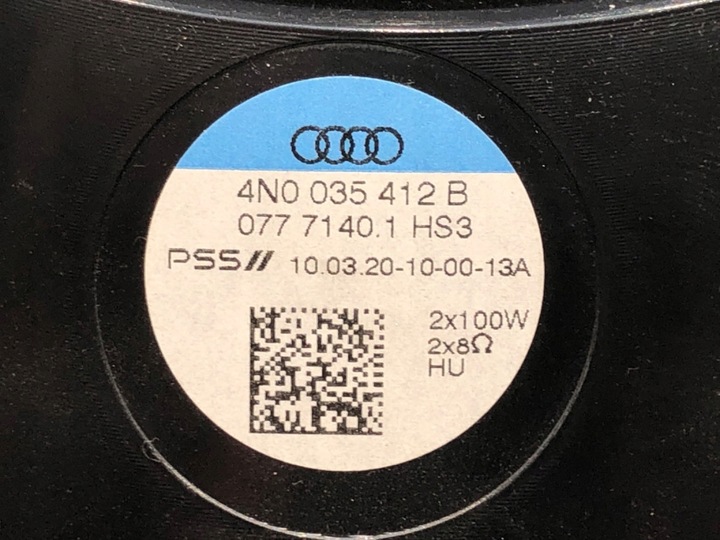 4N0 035 412 B
077 7140.1 HS3
PSS// 10.03.20-10-00-13A
2x100W
2x8Ω
HU